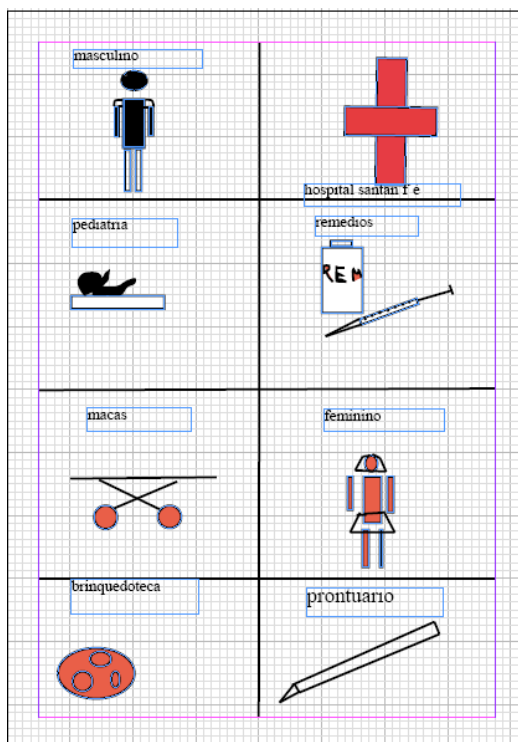 masculino
hospital santan f e
pediatria
remedios
REM
macas
feminino
brinquedoteca
prontuario